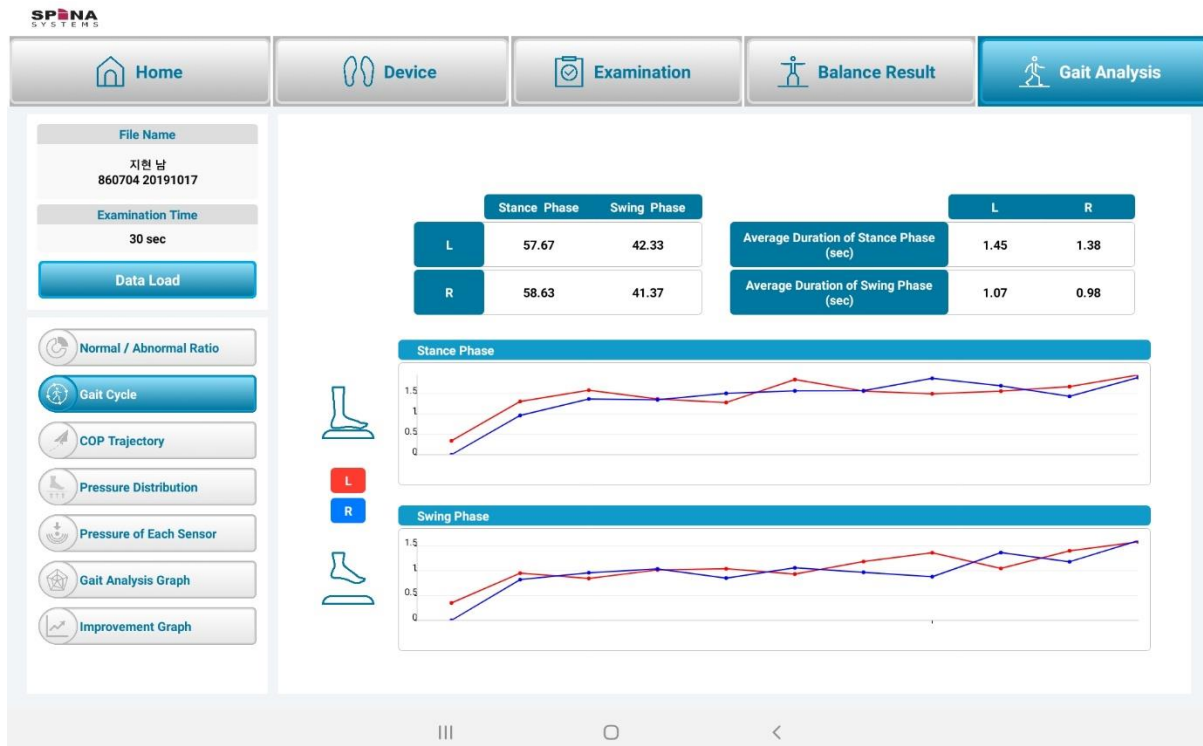 SPINA
SYSTEMS
Home
Device
Examination
Balance Result
Gait Analysis
File Name
지현 남
860704 20191017
Examination Time
30 sec
Data Load
Normal / Abnormal Ratio
Gait Cycle
COP Trajectory
Pressure Distribution
Pressure of Each Sensor
Gait Analysis Graph
Improvement Graph
Stance Phase Swing Phase
L 57.67 42.33
R 58.63 41.37
L R
Average Duration of Stance Phase
(sec) 1.45 1.38
Average Duration of Swing Phase
(sec) 1.07 0.98
Stance Phase
1.5
1
0.5
0
L
R
Swing Phase
1.5
1
0.5
0